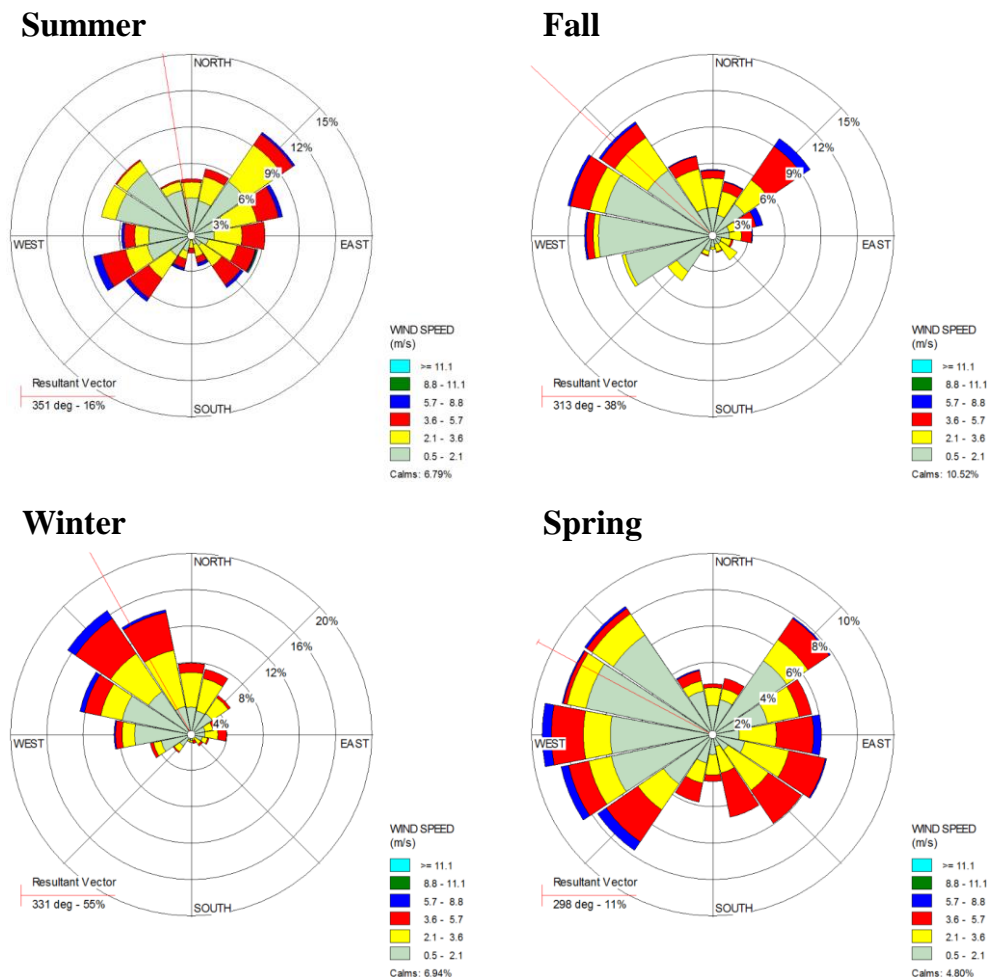 Summer
NORTH
15%
12%
9%
6%
3%
WEST
EAST
SOUTH
WIND SPEED
(m/s)
>= 11.1
8.8 - 11.1
5.7 - 8.8
3.6 - 5.7
2.1 - 3.6
0.5 - 2.1
Calms: 6.79%
Resultant Vector
351 deg - 16%
Fall
NORTH
15%
12%
9%
6%
3%
WEST
EAST
SOUTH
WIND SPEED
(m/s)
>= 11.1
8.8 - 11.1
5.7 - 8.8
3.6 - 5.7
2.1 - 3.6
0.5 - 2.1
Calms: 10.52%
Resultant Vector
313 deg - 38%
Winter
NORTH
20%
16%
12%
8%
4%
WEST
EAST
SOUTH
WIND SPEED
(m/s)
>= 11.1
8.8 - 11.1
5.7 - 8.8
3.6 - 5.7
2.1 - 3.6
0.5 - 2.1
Calms: 6.94%
Resultant Vector
331 deg - 55%
Spring
NORTH
10%
8%
6%
4%
2%
WEST
EAST
SOUTH
WIND SPEED
(m/s)
>= 11.1
8.8 - 11.1
5.7 - 8.8
3.6 - 5.7
2.1 - 3.6
0.5 - 2.1
Calms: 4.80%
Resultant Vector
298 deg - 11%